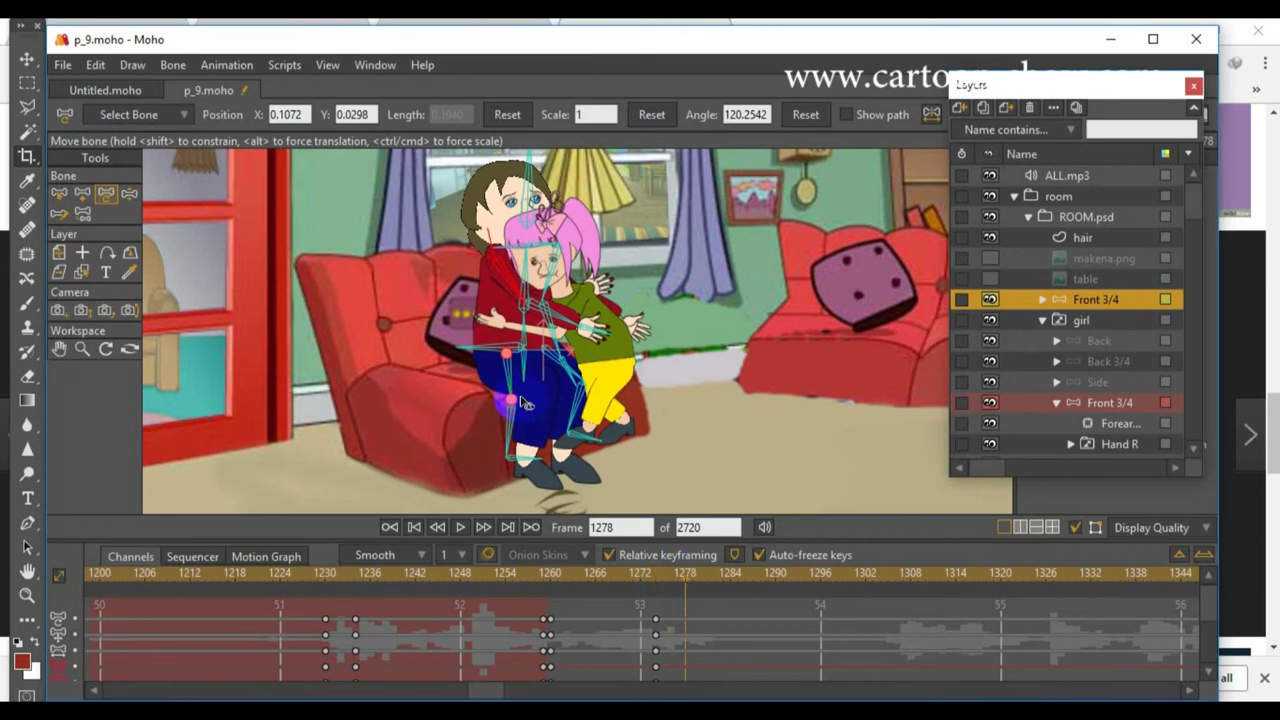 p_9.moho - Moho
File Edit Draw Bone Animation Scripts View Window Help
www.cartoon
Layers
Untitled.moho p_9.moho
Select Bone Position X: 0.1072 Y: 0.0298 Length: 0.1940 Reset Scale: 1 Reset Angle: 120.2542 Reset Show path
Move bone (hold <shift> to constrain, <alt> to force translation, <ctrl/cmd> to force scale)
78
Name contains...
Tools
Name
Bone
ALL.mp3
room
ROOM.psd
Layer
hair
makena.png
table
Camera
Front 3/4
girl
Workspace
Back
Back 3/4
Side
Front 3/4
Forear...
Hand R
Frame 1278 of 2720 Display Quality
Channels Sequencer Motion Graph Smooth 1 Onion Skins Relative keyframing Auto-freeze keys
1200 1206 1212 1218 1224 1230 1236 1242 1248 1254 1260 1266 1272 1278 1284 1290 1296 1302 1308 1314 1320 1326 1332 1338 1344
50 51 52 53 54 55 56
all